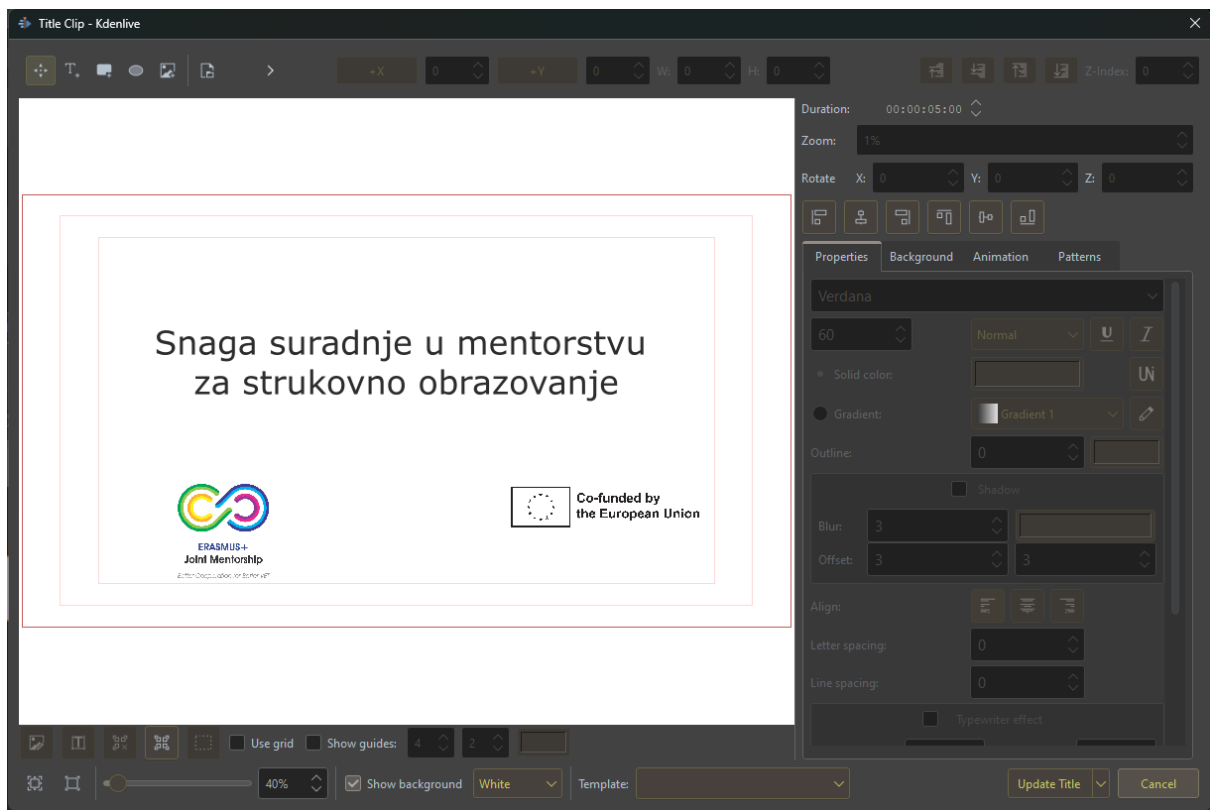 Title Clip - Kdenlive
+X 0 +Y 0 W: 0 H: 0 Z-Index: 0
Duration: 00:00:05:00
Zoom: 1%
Rotate X: 0 Y: 0 Z: 0
Properties Background Animation Patterns
Verdana
60 Normal U I
Solid color:
Gradient: Gradient 1
Outline: 0
Shadow
Blur: 3
Offset: 3 3
Align:
Letter spacing: 0
Line spacing: 0
Typewriter effect
Snaga suradnje u mentorstvu
za strukovno obrazovanje
ERASMUS+
Joint Mentorship
Co-funded by
the European Union
Use grid Show guides: 4 2
40% Show background White Template: Update Title Cancel